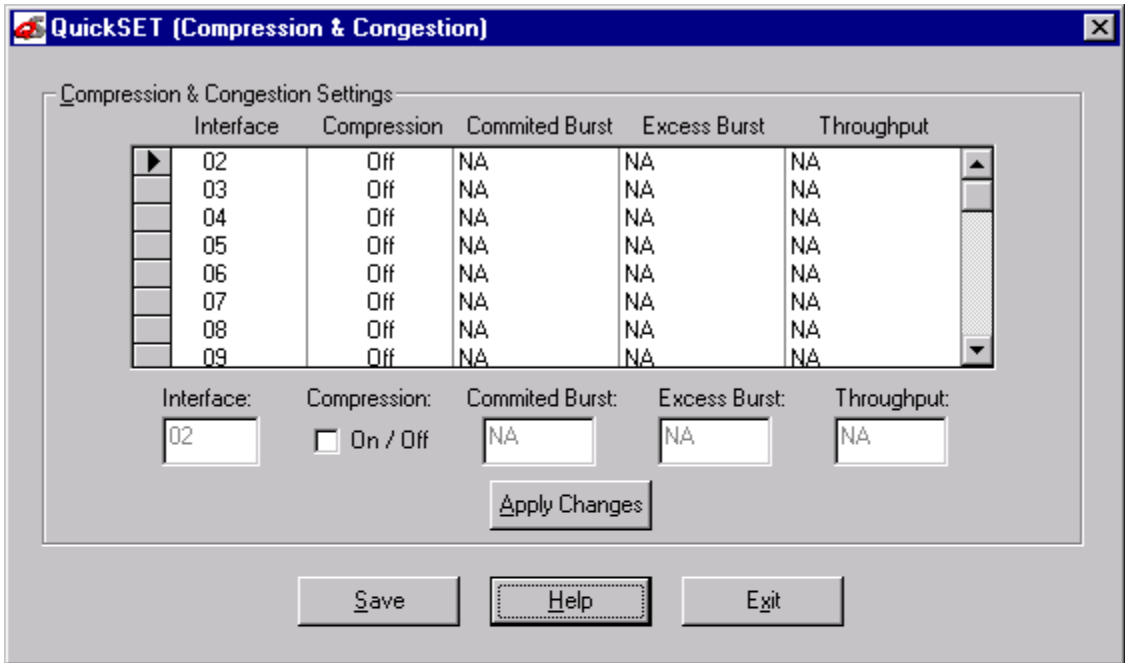 QuickSET (Compression & Congestion)
Compression & Congestion Settings
Interface Compression Commited Burst Excess Burst Throughput
02 Off NA NA NA
03 Off NA NA NA
04 Off NA NA NA
05 Off NA NA NA
06 Off NA NA NA
07 Off NA NA NA
08 Off NA NA NA
09 Off NA NA NA
Interface: Compression: Commited Burst: Excess Burst: Throughput:
02 On / Off NA NA NA
Apply Changes
Save Help Exit